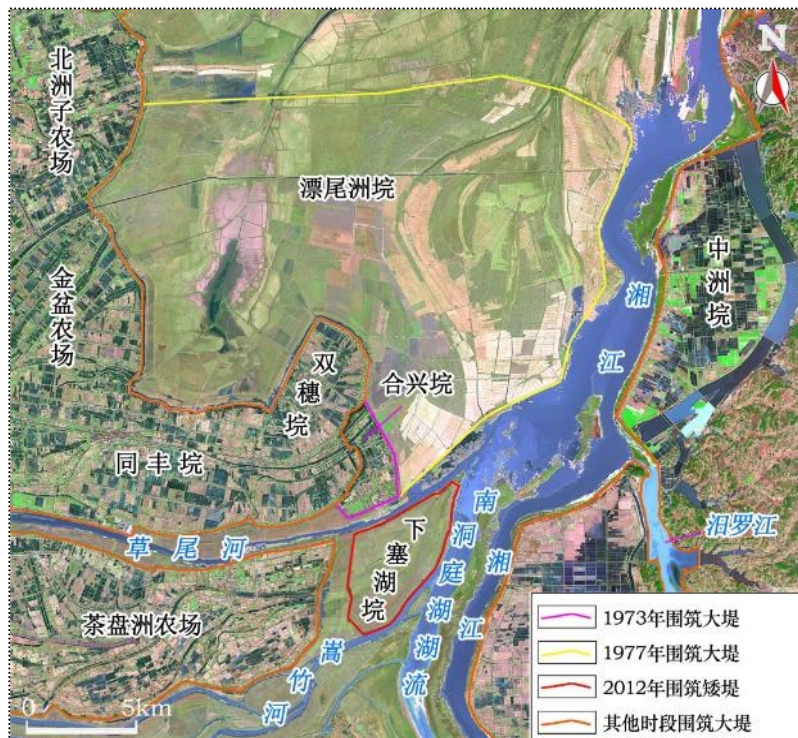 北洲子农场
N
漂尾洲垸
中洲垸
金盆农场
湘江
双穗垸
合兴垸
同丰垸
草尾河
下塞湖垸
南洞庭湖湖流
湘江
汨罗江
茶盘洲农场
蒿竹河
0 5km
1973年围筑大堤
1977年围筑大堤
2012年围筑矮堤
其他时段围筑大堤